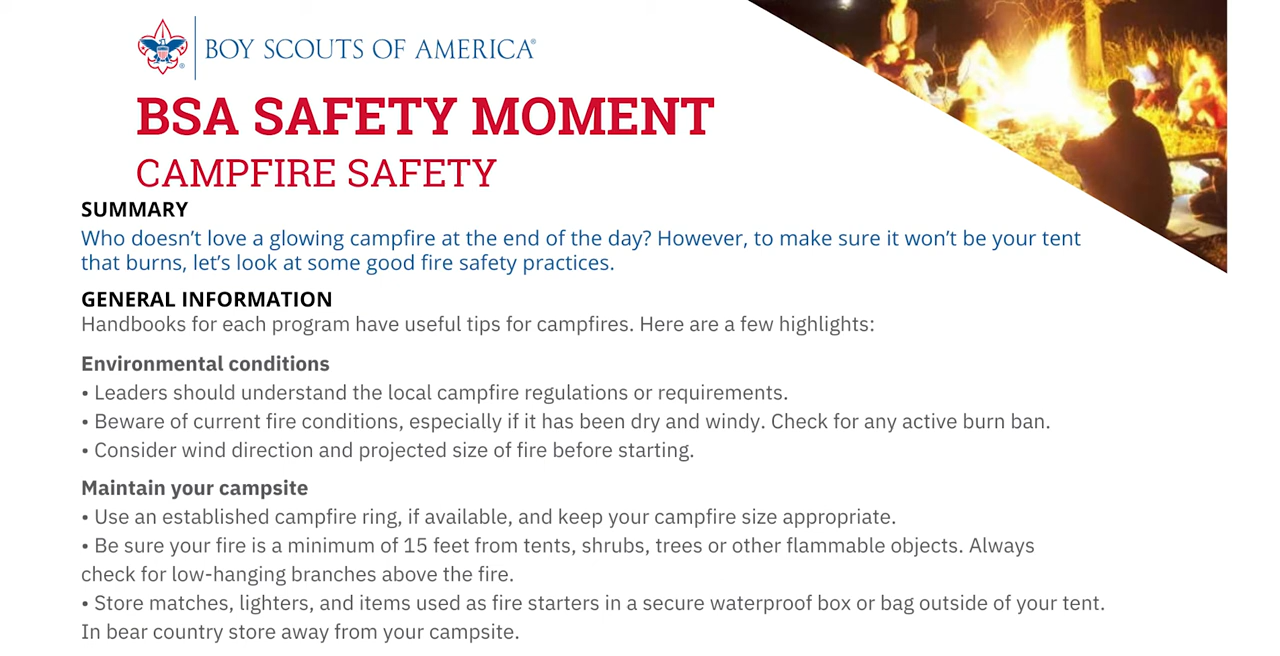 BOY SCOUTS OF AMERICA®
BSA SAFETY MOMENT
CAMPFIRE SAFETY
SUMMARY
Who doesn’t love a glowing campfire at the end of the day? However, to make sure it won’t be your tent
that burns, let’s look at some good fire safety practices.
GENERAL INFORMATION
Handbooks for each program have useful tips for campfires. Here are a few highlights:
Environmental conditions
• Leaders should understand the local campfire regulations or requirements.
• Beware of current fire conditions, especially if it has been dry and windy. Check for any active burn ban.
• Consider wind direction and projected size of fire before starting.
Maintain your campsite
• Use an established campfire ring, if available, and keep your campfire size appropriate.
• Be sure your fire is a minimum of 15 feet from tents, shrubs, trees or other flammable objects. Always
check for low-hanging branches above the fire.
• Store matches, lighters, and items used as fire starters in a secure waterproof box or bag outside of your tent.
In bear country store away from your campsite.